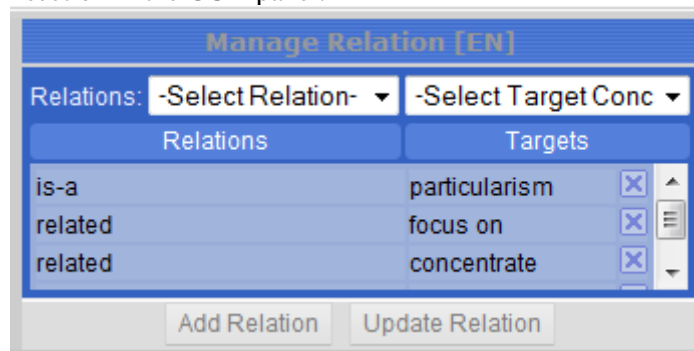 Manage Relation [EN]
Relations: -Select Relation- -Select Target Conc
Relations Targets
is-a particularism
related focus on
related concentrate
Add Relation Update Relation